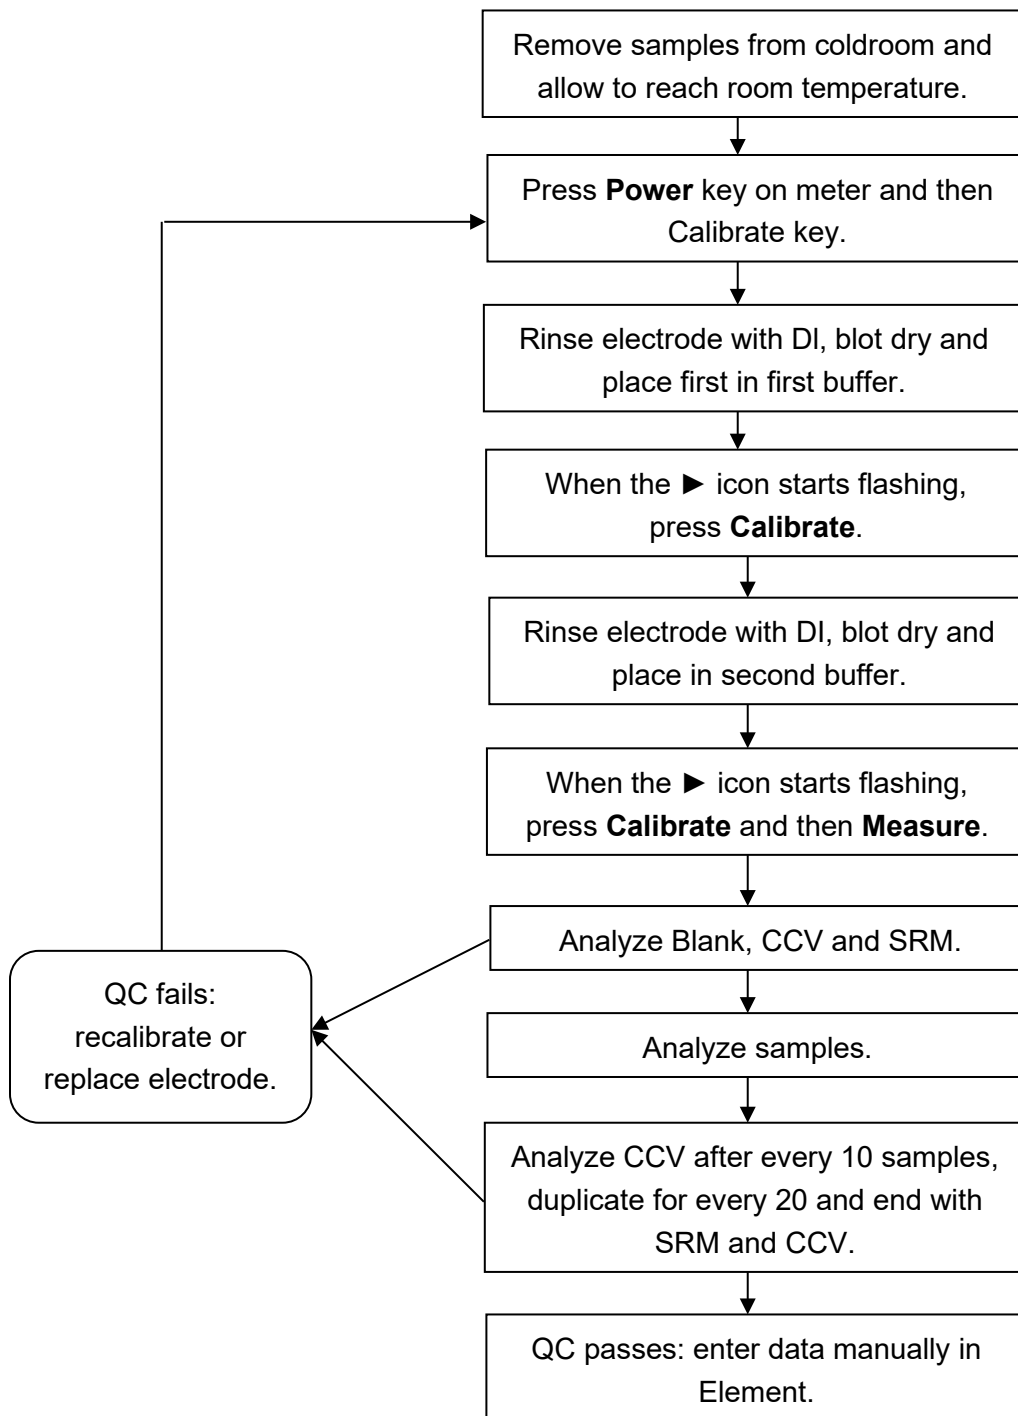 Remove samples from coldroom and
allow to reach room temperature.
Press Power key on meter and then
Calibrate key.
Rinse electrode with DI, blot dry and
place first in first buffer.
When the ► icon starts flashing,
press Calibrate.
Rinse electrode with DI, blot dry and
place in second buffer.
When the ► icon starts flashing,
press Calibrate and then Measure.
Analyze Blank, CCV and SRM.
QC fails:
recalibrate or
replace electrode.
Analyze samples.
Analyze CCV after every 10 samples,
duplicate for every 20 and end with
SRM and CCV.
QC passes: enter data manually in
Element.